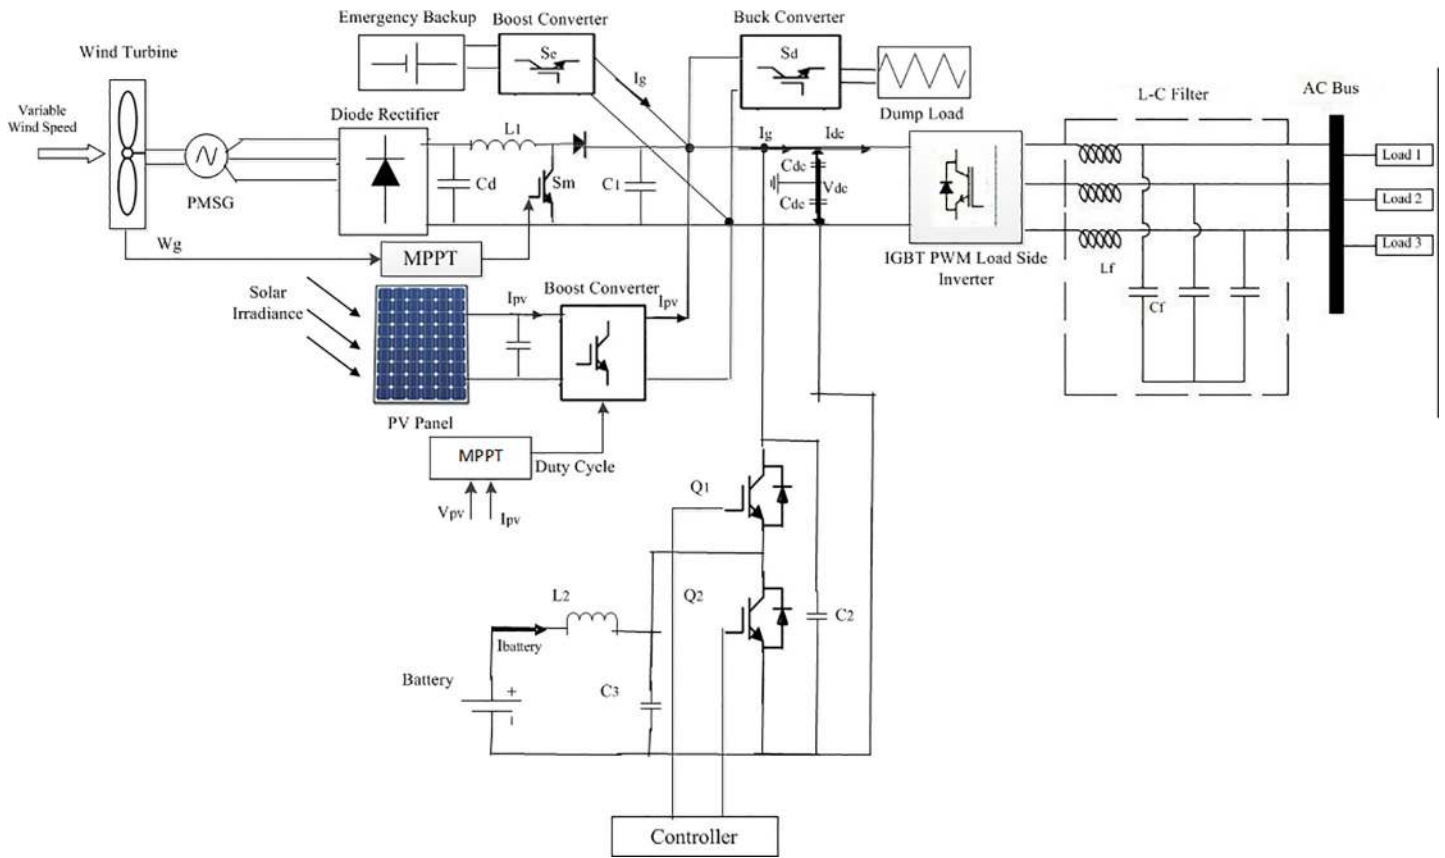 Emergency Backup
Boost Converter
Buck Converter
Wind Turbine
Se
Sd
Ig
Variable
Wind Speed
Diode Rectifier
Dump Load
L-C Filter
AC Bus
L1
Ig
Idc
Cdc
Load 1
PMSG
Cd
Sm
C1
Vdc
Cdc
Load 2
Wg
MPPT
IGBT PWM Load Side
Inverter
Lf
Load 3
Solar
Irradiance
Ipv
Boost Converter
Ipv
Cf
PV Panel
MPPT
Duty Cycle
Vpv
Ipv
Q1
L2
Q2
C2
Ibattery
Battery
+
C3
Controller